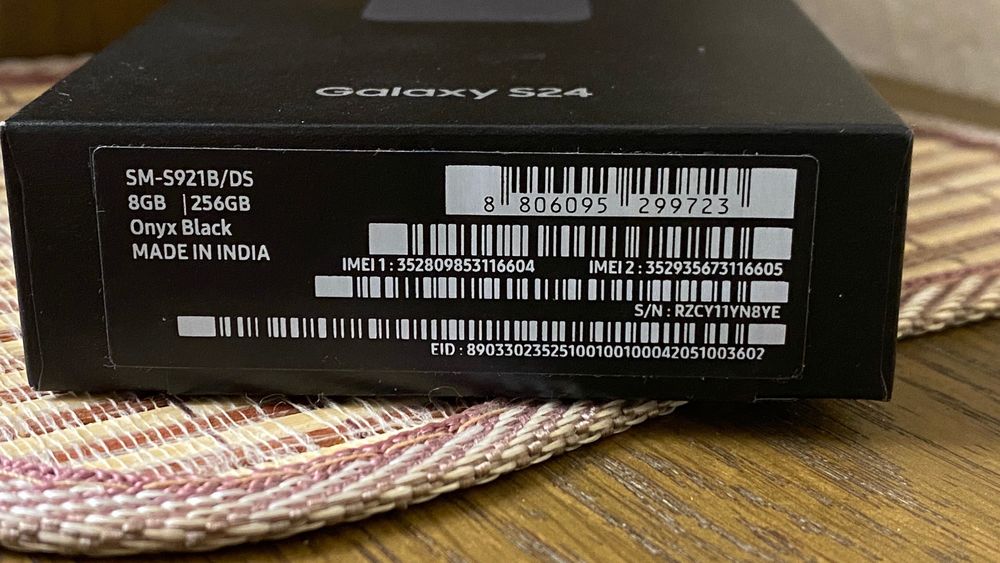 Galaxy S24
SM-S921B/DS
8GB | 256GB
Onyx Black
MADE IN INDIA
8 806095 299723
IMEI 1 : 352809853116604 IMEI 2 : 352935673116605
S/N : RZCY11YN8YE
EID : 89033023525100100100042051003602